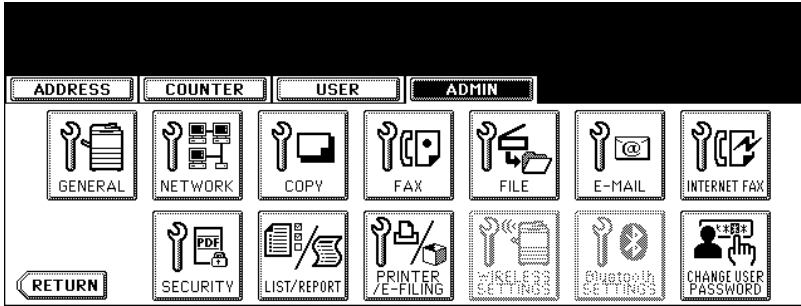 ADDRESS COUNTER USER ADMIN
GENERAL NETWORK COPY FAX FILE E-MAIL INTERNET FAX
PDF
SECURITY LIST/REPORT PRINTER
/E-FILING WIRELESS
SETTINGS Bluetooth
SETTINGS CHANGE USER
PASSWORD
RETURN